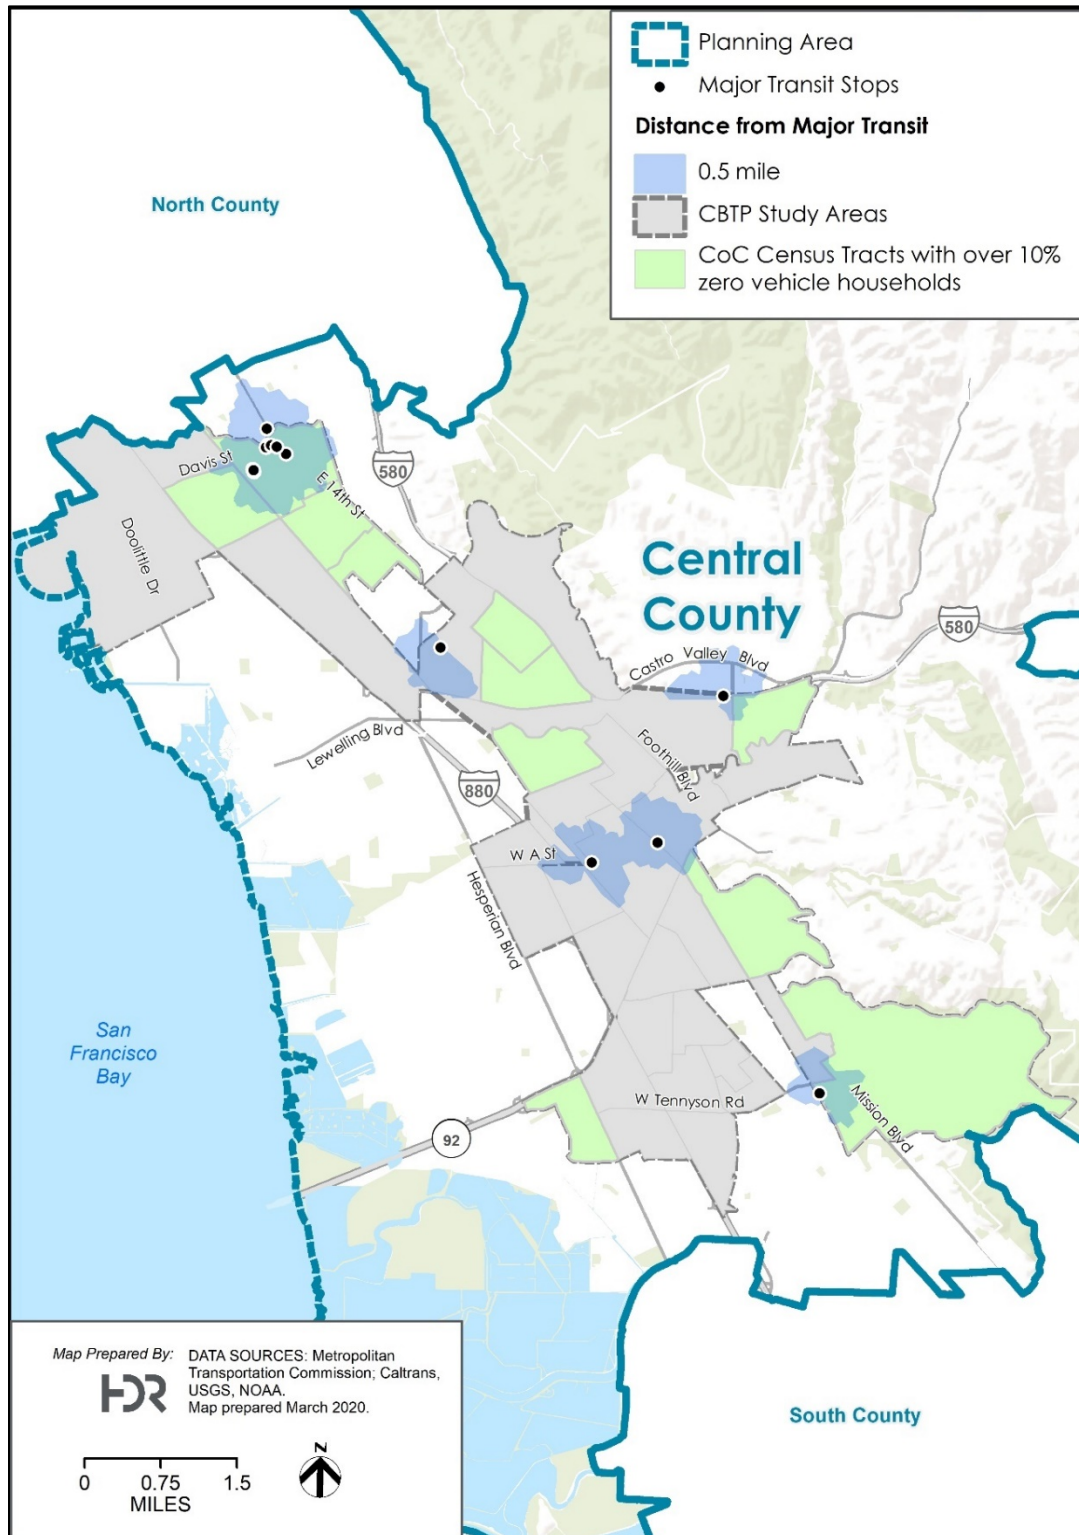 Planning Area
Major Transit Stops
Distance from Major Transit
0.5 mile
CBTP Study Areas
CoC Census Tracts with over 10%
zero vehicle households
North County
580
Davis St
E 14th St
Doolittle Dr
Central
County
580
Castro Valley Blvd
Lewelling Blvd
Foothill Blvd
880
W A St
Hesperian Blvd
San
Francisco
Bay
W Tennyson Rd
Mission Blvd
92
Map Prepared By:
HDR
DATA SOURCES: Metropolitan
Transportation Commission; Caltrans,
USGS, NOAA.
Map prepared March 2020.
0 0.75 1.5
MILES
N
South County